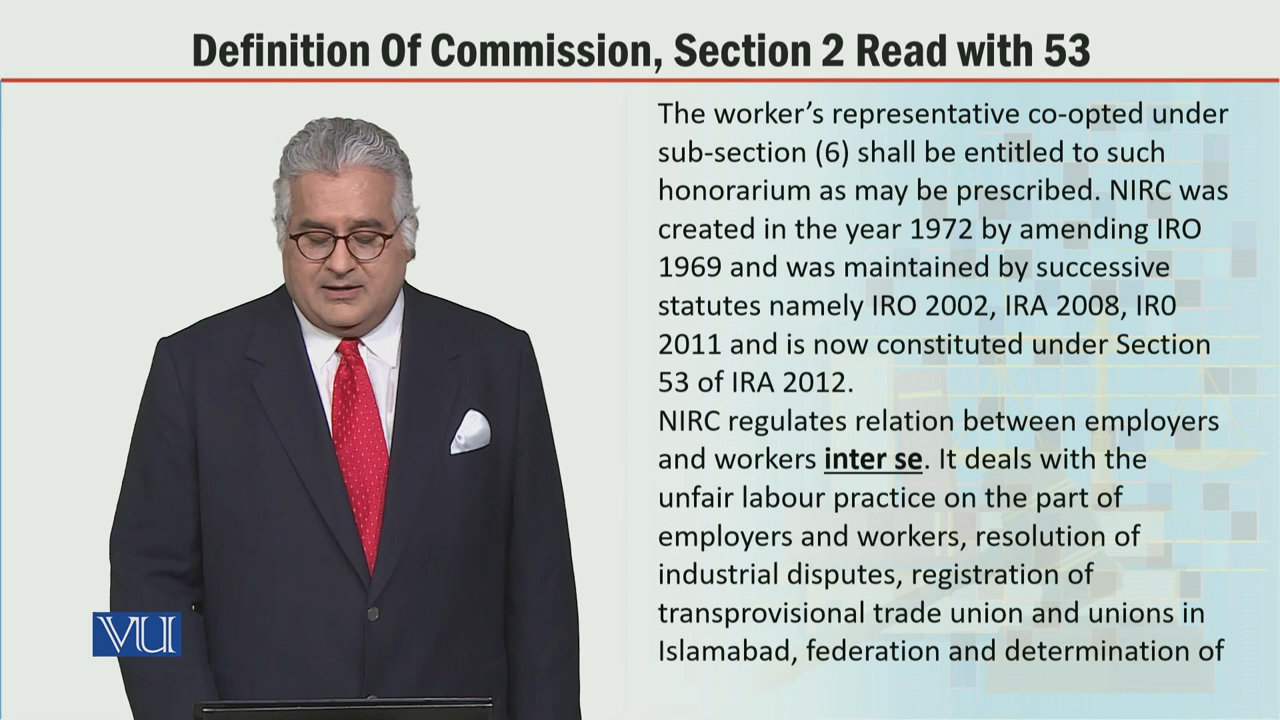 Definition Of Commission, Section 2 Read with 53
The worker’s representative co-opted under
sub-section (6) shall be entitled to such
honorarium as may be prescribed. NIRC was
created in the year 1972 by amending IRO
1969 and was maintained by successive
statutes namely IRO 2002, IRA 2008, IR0
2011 and is now constituted under Section
53 of IRA 2012.
NIRC regulates relation between employers
and workers inter se. It deals with the
unfair labour practice on the part of
employers and workers, resolution of
industrial disputes, registration of
transprovisional trade union and unions in
Islamabad, federation and determination of
VU